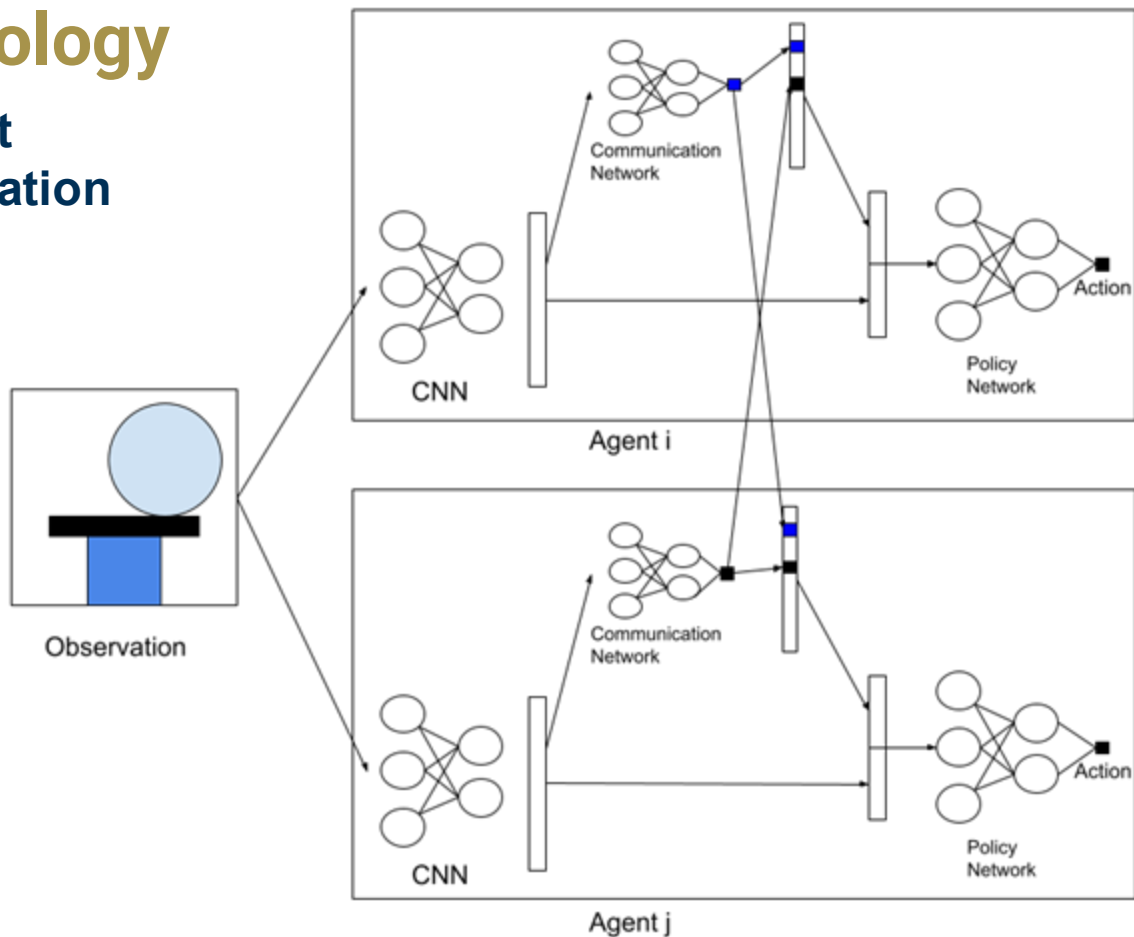 ology
t
ation
Communication
Network
Action
Policy
Network
CNN
Agent i
Observation
Communication
Network
Action
Policy
Network
CNN
Agent j